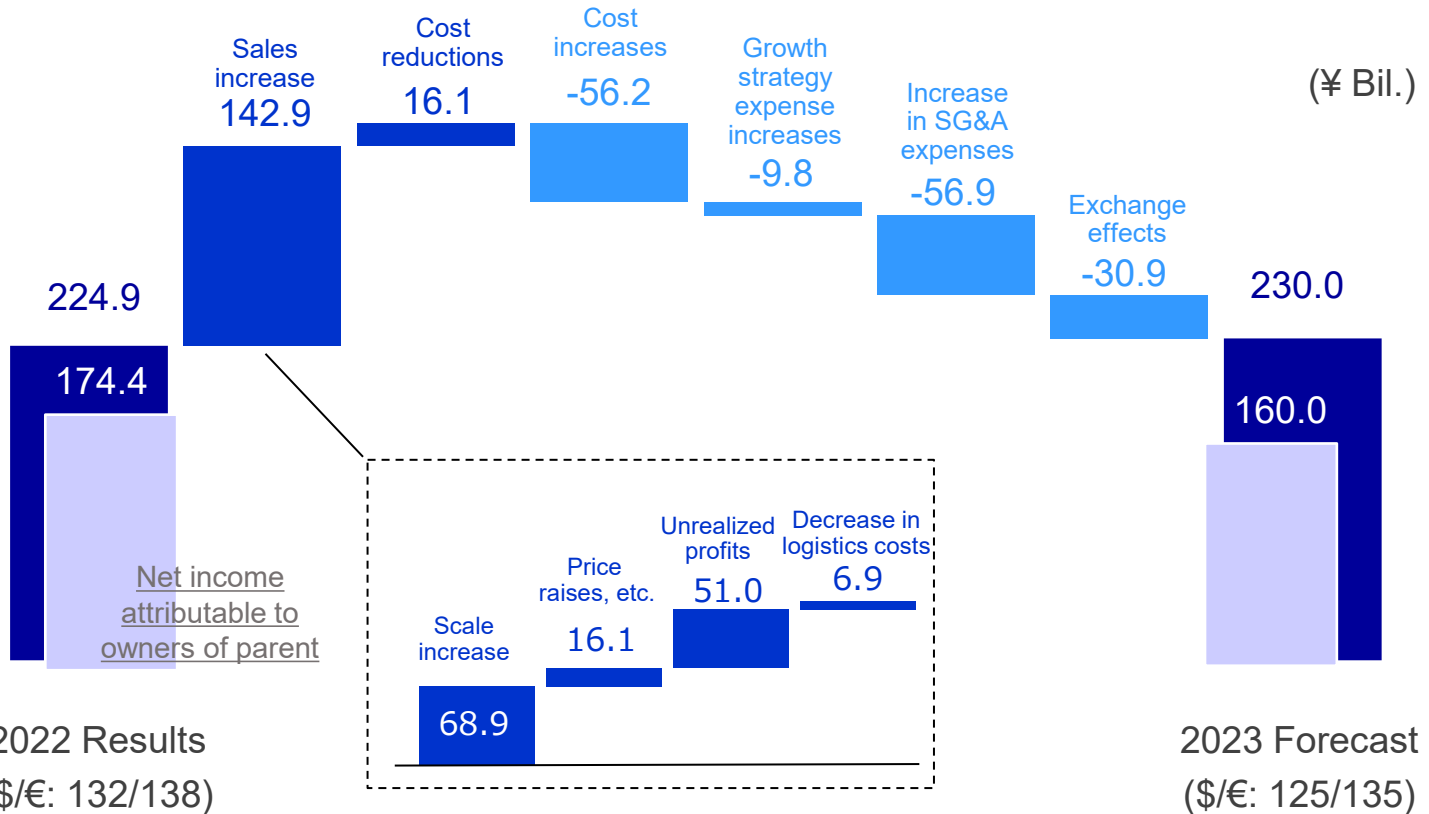 (¥ Bil.)
224.9
174.4
Sales
increase
142.9
Cost
reductions
16.1
Cost
increases
-56.2
Growth
strategy
expense
increases
-9.8
Increase
in SG&A
expenses
-56.9
Exchange
effects
-30.9
230.0
160.0
Net income
attributable to
owners of parent
Scale
increase
68.9
Price
raises, etc.
16.1
Unrealized
profits
51.0
Decrease in
logistics costs
6.9
2022 Results
$/€: 132/138)
2023 Forecast
($/€: 125/135)